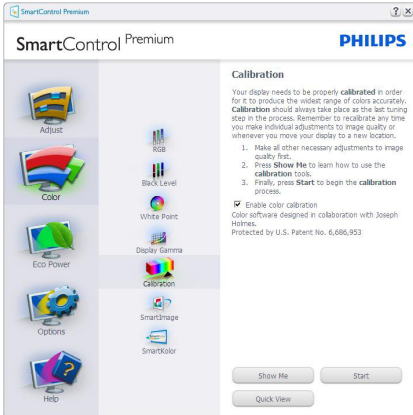 SmartControl Premium
SmartControl Premium
PHILIPS
Adjust
Color
Eco Power
Options
Help
RGB
Black Level
White Point
Display Gamma
Calibration
SmartImage
SmartKolor
Calibration
Your display needs to be properly calibrated in order
for it to produce the widest range of colors accurately.
Calibration should always take place as the last tuning
step in the process. Remember to recalibrate any time
you make individual adjustments to image quality or
whenever you move your display to a new location.
1. Make all other necessary adjustments to image
quality first.
2. Press Show Me to learn how to use the
calibration tools.
3. Finally, press Start to begin the calibration
process.
Enable color calibration
Color software designed in collaboration with Joseph
Holmes.
Protected by U.S. Patent No. 6,686,953
Show Me
Start
Quick View